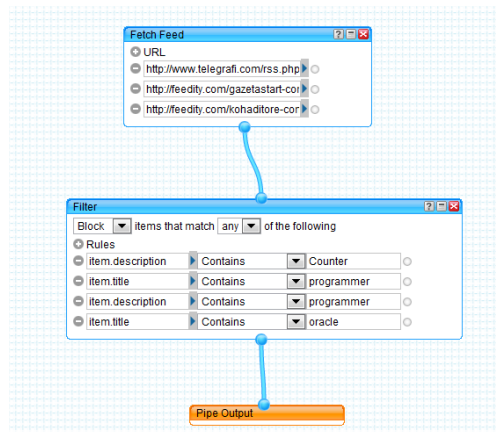 Fetch Feed
URL
http://www.telegrafi.com/rss.php
http://feedity.com/gazetastart-cor
http://feedity.com/kohaditore-cor
Filter
Block items that match any of the following
Rules
item.description Contains Counter
item.title Contains programmer
item.description Contains programmer
item.title Contains oracle
Pipe Output